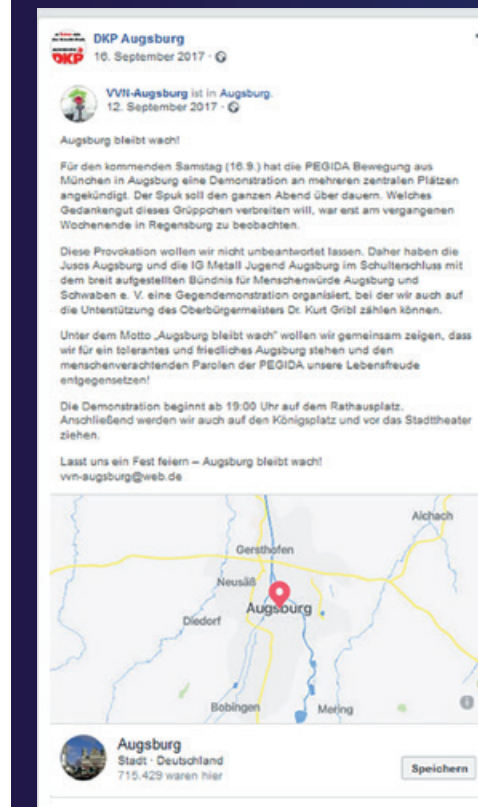 DKP Augsburg
16. September 2017
DKP
VVN-Augsburg ist in Augsburg.
12. September 2017
Augsburg bleibt wach!
Für den kommenden Samstag (16.9.) hat die PEGIDA Bewegung aus
München in Augsburg eine Demonstration an mehreren zentralen Plätzen
angekündigt. Der Spuk soll den ganzen Abend über dauern. Welches
Gedankengut dieses Grüppchen verbreiten will, war erst am vergangenen
Wochenende in Regensburg zu beobachten.
Diese Provokation wollen wir nicht unbeantwortet lassen. Daher haben die
Jusos Augsburg und die IG Metall Jugend Augsburg im Schulterschluss mit
dem breit aufgestellten Bündnis für Menschenwürde Augsburg und
Schwaben e. V. eine Gegendemonstration organisiert, bei der wir auch auf
die Unterstützung des Oberbürgermeisters Dr. Kurt Gribl zählen können.
Unter dem Motto „Augsburg bleibt wach" wollen wir gemeinsam zeigen, dass
wir für ein tolerantes und friedliches Augsburg stehen und den
menschenverachtenden Parolen der PEGIDA unsere Lebensfreude
entgegensetzen!
Die Demonstration beginnt ab 19:00 Uhr auf dem Rathausplatz.
Anschließend werden wir auch auf den Königsplatz und vor das Stadttheater
ziehen.
Lasst uns ein Fest feiern – Augsburg bleibt wach!
vvn-augsburg@web.de
Aichach
Gersthofen
Neusäß
Augsburg
Diedorf
Bobingen
Mering
Augsburg
Stadt · Deutschland
715.429 waren hier
Speichern